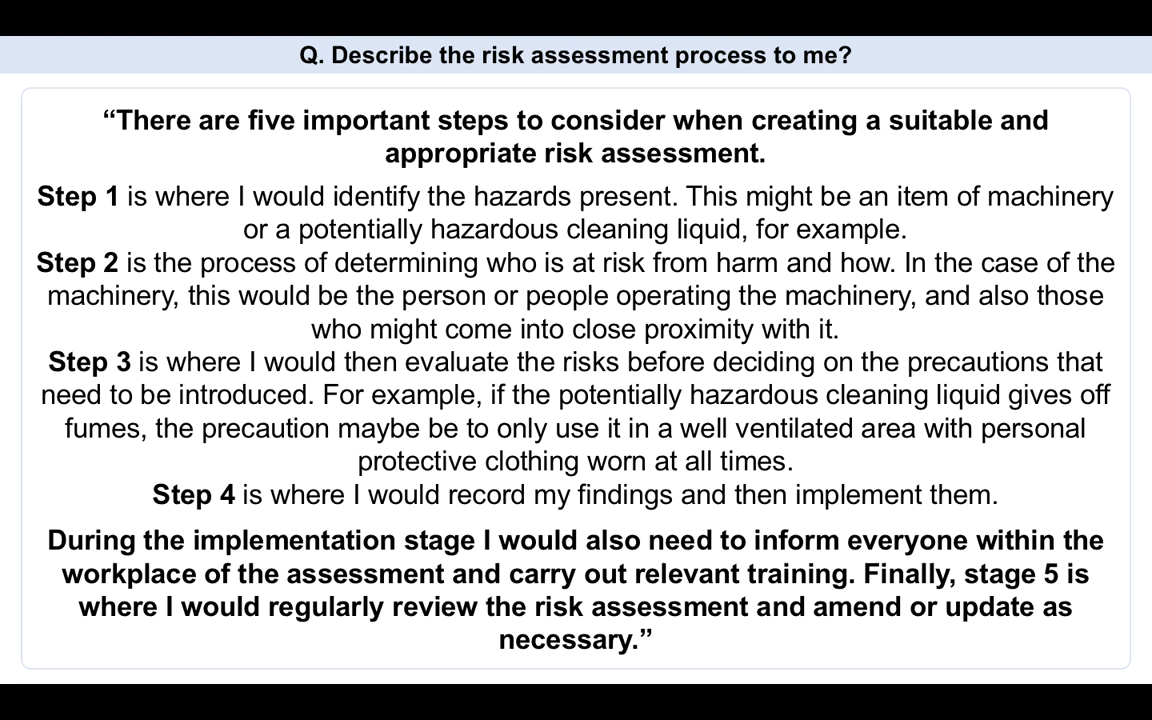 Q. Describe the risk assessment process to me?
“There are five important steps to consider when creating a suitable and
appropriate risk assessment.
Step 1 is where I would identify the hazards present. This might be an item of machinery
or a potentially hazardous cleaning liquid, for example.
Step 2 is the process of determining who is at risk from harm and how. In the case of the
machinery, this would be the person or people operating the machinery, and also those
who might come into close proximity with it.
Step 3 is where I would then evaluate the risks before deciding on the precautions that
need to be introduced. For example, if the potentially hazardous cleaning liquid gives off
fumes, the precaution maybe be to only use it in a well ventilated area with personal
protective clothing worn at all times.
Step 4 is where I would record my findings and then implement them.
During the implementation stage I would also need to inform everyone within the
workplace of the assessment and carry out relevant training. Finally, stage 5 is
where I would regularly review the risk assessment and amend or update as
necessary.”